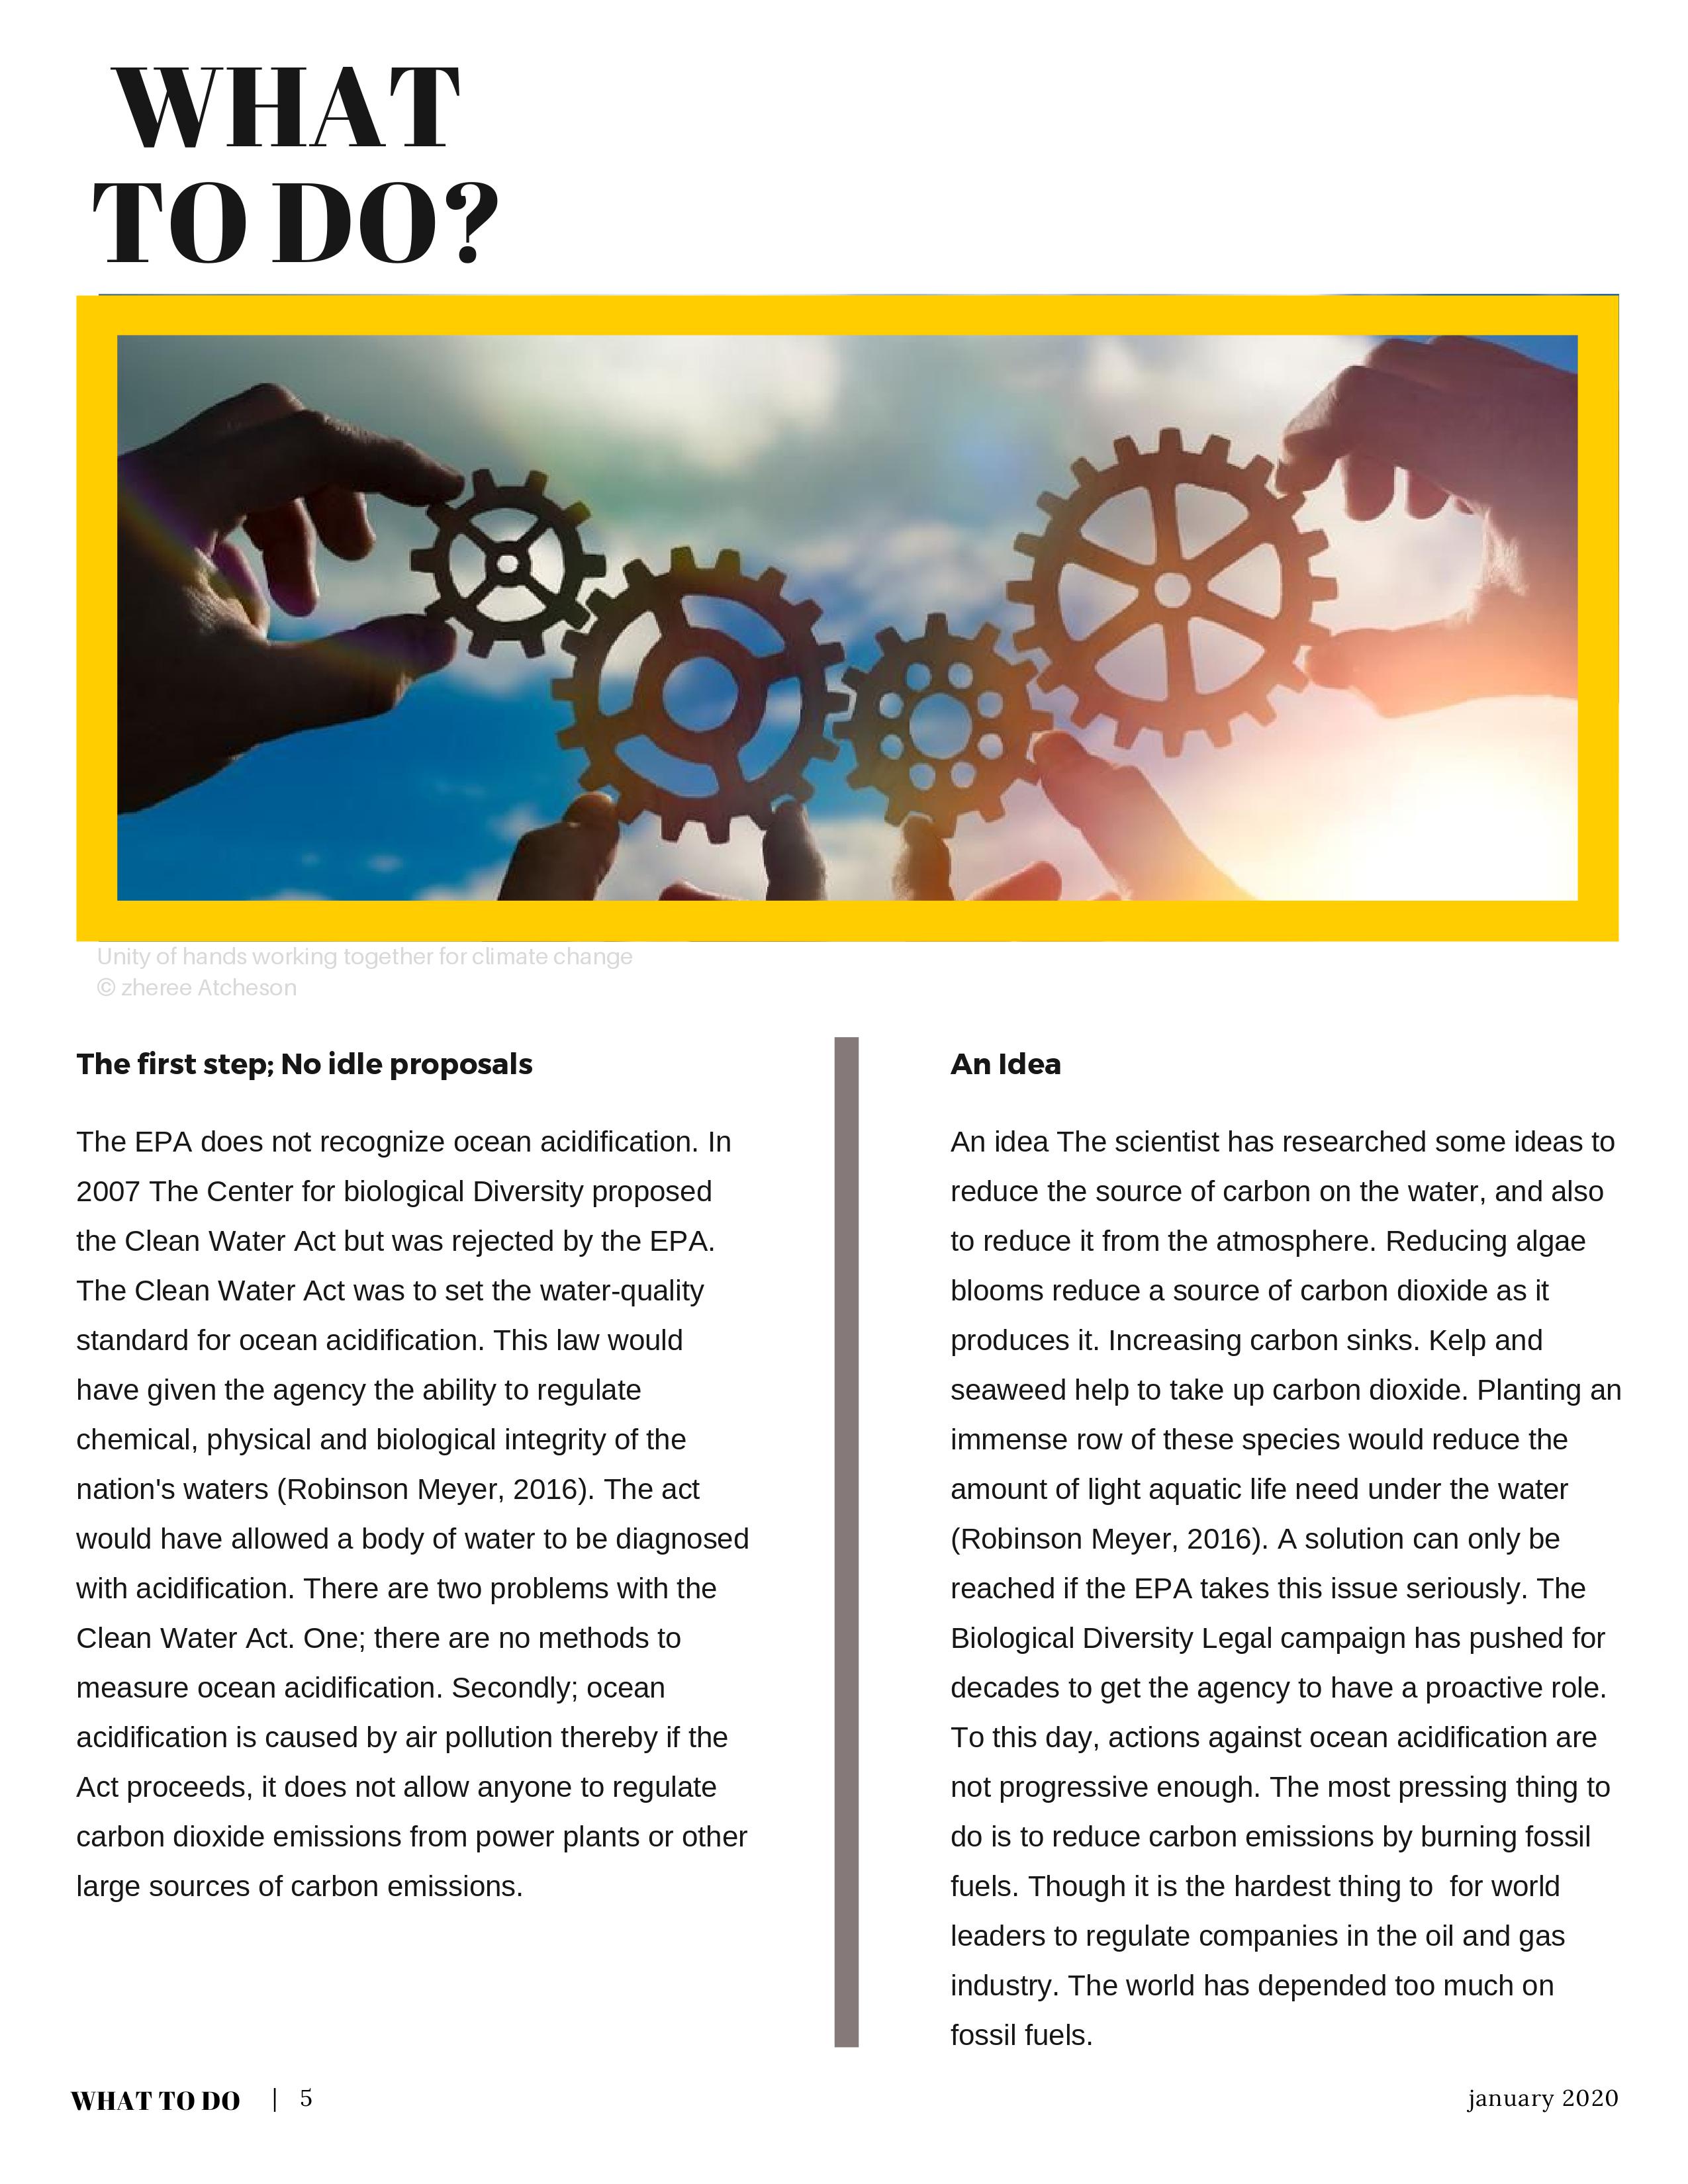 WHAT
TO DO?
Unity of hands working together for climate change
© zheree Atcheson
The first step; No idle proposals
The EPA does not recognize ocean acidification. In
2007 The Center for biological Diversity proposed
the Clean Water Act but was rejected by the EPA.
The Clean Water Act was to set the water-quality
standard for ocean acidification. This law would
have given the agency the ability to regulate
chemical, physical and biological integrity of the
nation's waters (Robinson Meyer, 2016). The act
would have allowed a body of water to be diagnosed
with acidification. There are two problems with the
Clean Water Act. One; there are no methods to
measure ocean acidification. Secondly; ocean
acidification is caused by air pollution thereby if the
Act proceeds, it does not allow anyone to regulate
carbon dioxide emissions from power plants or other
large sources of carbon emissions.
An Idea
An idea The scientist has researched some ideas to
reduce the source of carbon on the water, and also
to reduce it from the atmosphere. Reducing algae
blooms reduce a source of carbon dioxide as it
produces it. Increasing carbon sinks. Kelp and
seaweed help to take up carbon dioxide. Planting an
immense row of these species would reduce the
amount of light aquatic life need under the water
(Robinson Meyer, 2016). A solution can only be
reached if the EPA takes this issue seriously. The
Biological Diversity Legal campaign has pushed for
decades to get the agency to have a proactive role.
To this day, actions against ocean acidification are
not progressive enough. The most pressing thing to
do is to reduce carbon emissions by burning fossil
fuels. Though it is the hardest thing to  for world
leaders to regulate companies in the oil and gas
industry. The world has depended too much on
fossil fuels.
WHAT TO DO | 5
january 2020